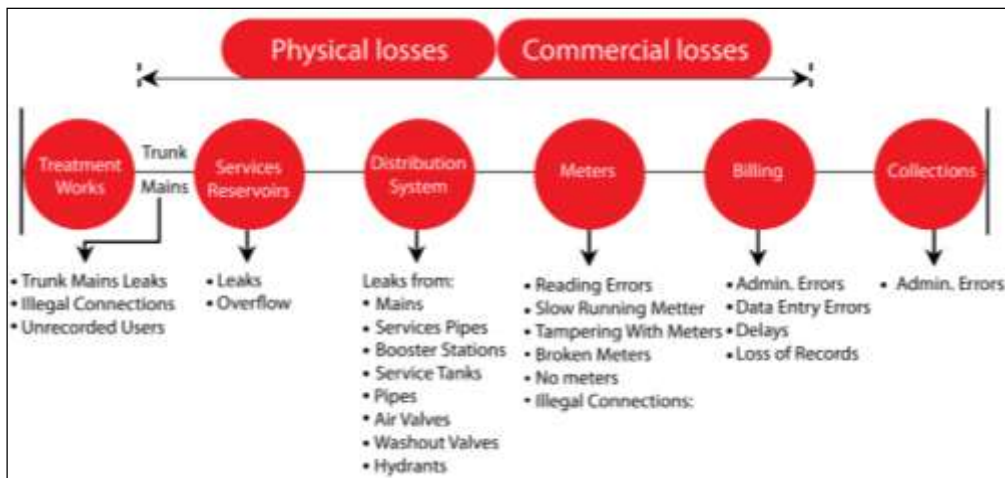 Physical losses
Commercial losses
Treatment
Works
Trunk
Mains
Services
Reservoirs
Distribution
System
Meters
Billing
Collections
• Trunk Mains Leaks
• Illegal Connections
• Unrecorded Users
• Leaks
• Overflow
Leaks from:
• Mains
• Services Pipes
• Booster Stations
• Service Tanks
• Pipes
• Air Valves
• Washout Valves
• Hydrants
• Reading Errors
• Slow Running Metter
• Tampering With Meters
• Broken Meters
• No meters
• Illegal Connections:
• Admin. Errors
• Data Entry Errors
• Delays
• Loss of Records
• Admin. Errors